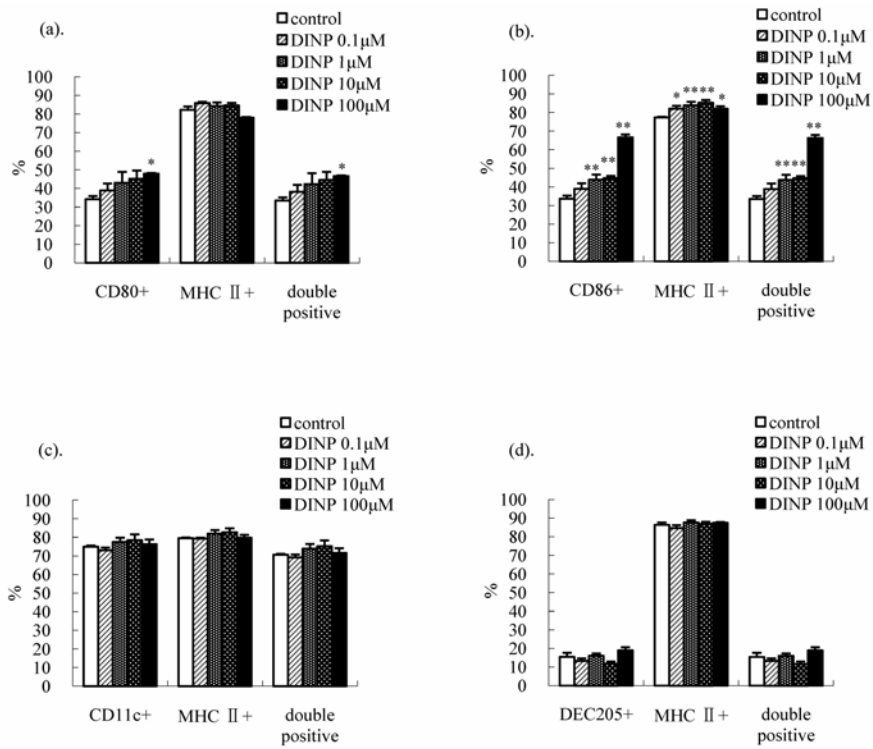 (a).
control
DINP 0.1μM
DINP 1μM
DINP 10μM
DINP 100μM
%
100
90
80
70
60
50
40
30
20
10
0
*
*
CD80+
MHC Ⅱ+
double
positive
(b).
control
DINP 0.1μM
DINP 1μM
DINP 10μM
DINP 100μM
%
100
90
80
70
60
50
40
30
20
10
0
** ** **
* **** *
**** **
CD86+
MHC Ⅱ+
double
positive
(c).
control
DINP 0.1μM
DINP 1μM
DINP 10μM
DINP 100μM
%
100
90
80
70
60
50
40
30
20
10
0
CD11c+
MHC Ⅱ+
double
positive
(d).
control
DINP 0.1μM
DINP 1μM
DINP 10μM
DINP 100μM
%
100
90
80
70
60
50
40
30
20
10
0
DEC205+
MHC Ⅱ+
double
positive